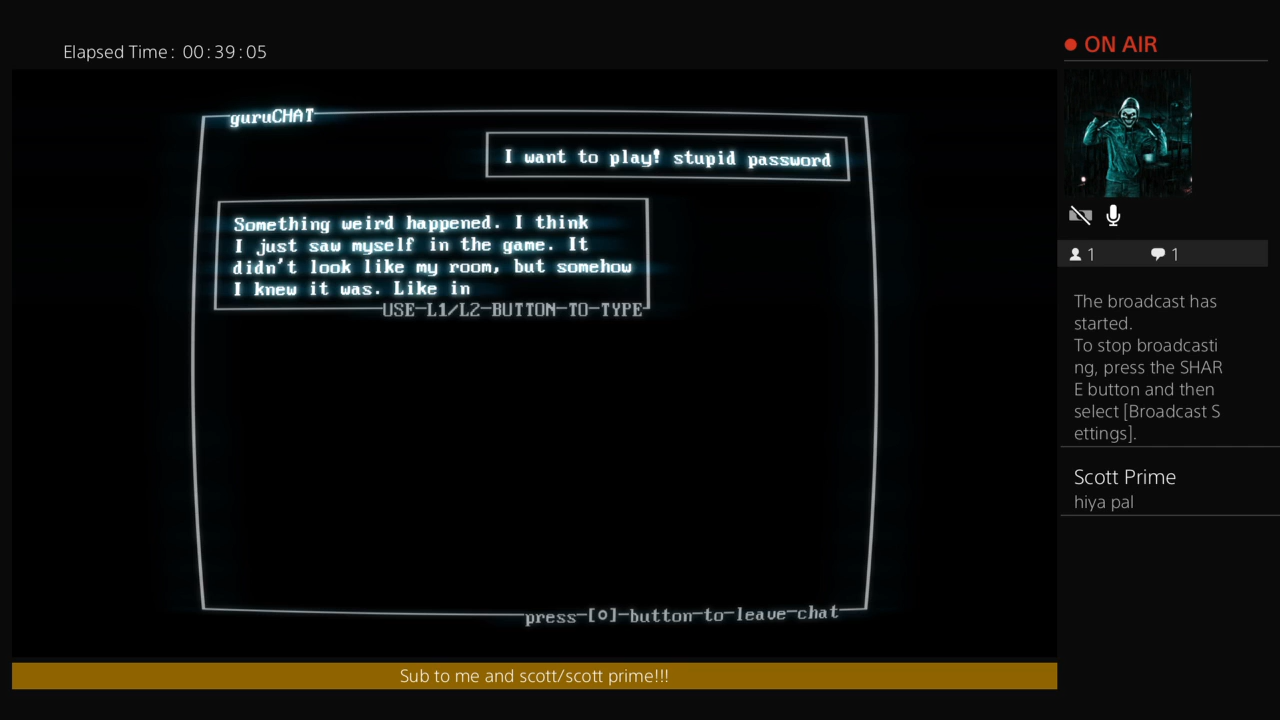 Elapsed Time: 00:39:05
ON AIR
guruCHAT
I want to play! stupid password
Something weird happened. I think
I just saw myself in the game. It
didn't look like my room, but somehow
I knew it was. Like in
USE-L1/L2-BUTTON-TO-TYPE
press-[O]-button-to-leave-chat
1
1
The broadcast has
started.
To stop broadcasti
ng, press the SHAR
E button and then
select [Broadcast S
ettings].
Scott Prime
hiya pal
Sub to me and scott/scott prime!!!